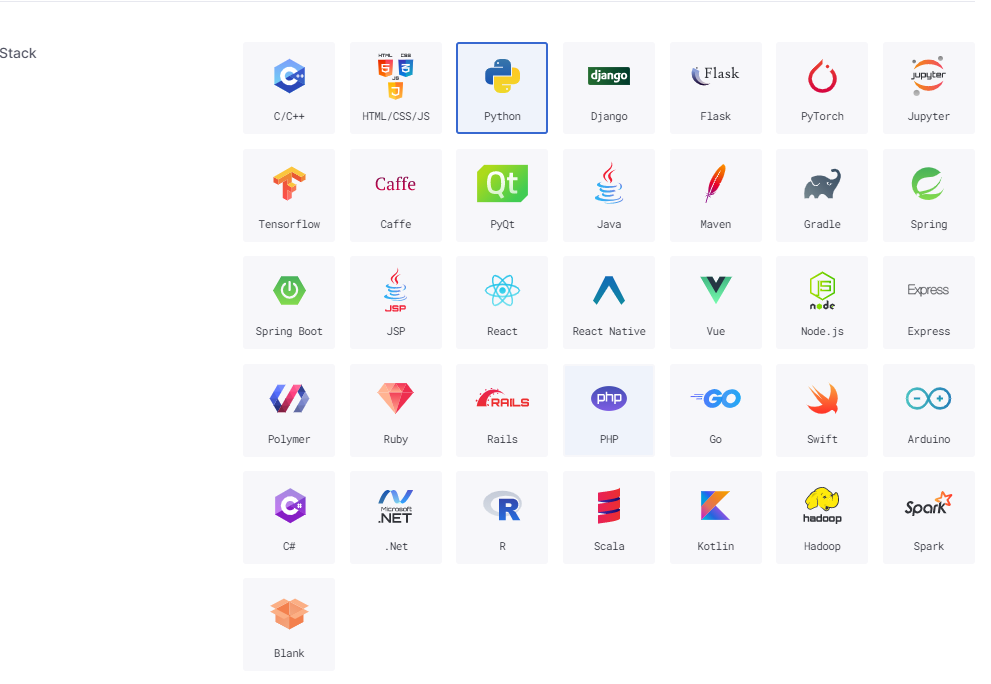 Stack
HTML CSS
JS
django
Flask
jupyter
C/C++
HTML/CSS/JS
Python
Django
Flask
PyTorch
Jupyter
Caffe
Qt
Tensorflow
Caffe
PyQt
Java
Maven
Gradle
Spring
JSP
JS
node
Express
Spring Boot
JSP
React
React Native
Vue
Node.js
Express
RAILS
php
GO
Polymer
Ruby
Rails
PHP
Go
Swift
Arduino
C#
Microsoft
.NET
R
hadoop
Spark
C#
.Net
R
Scala
Kotlin
Hadoop
Spark
Blank